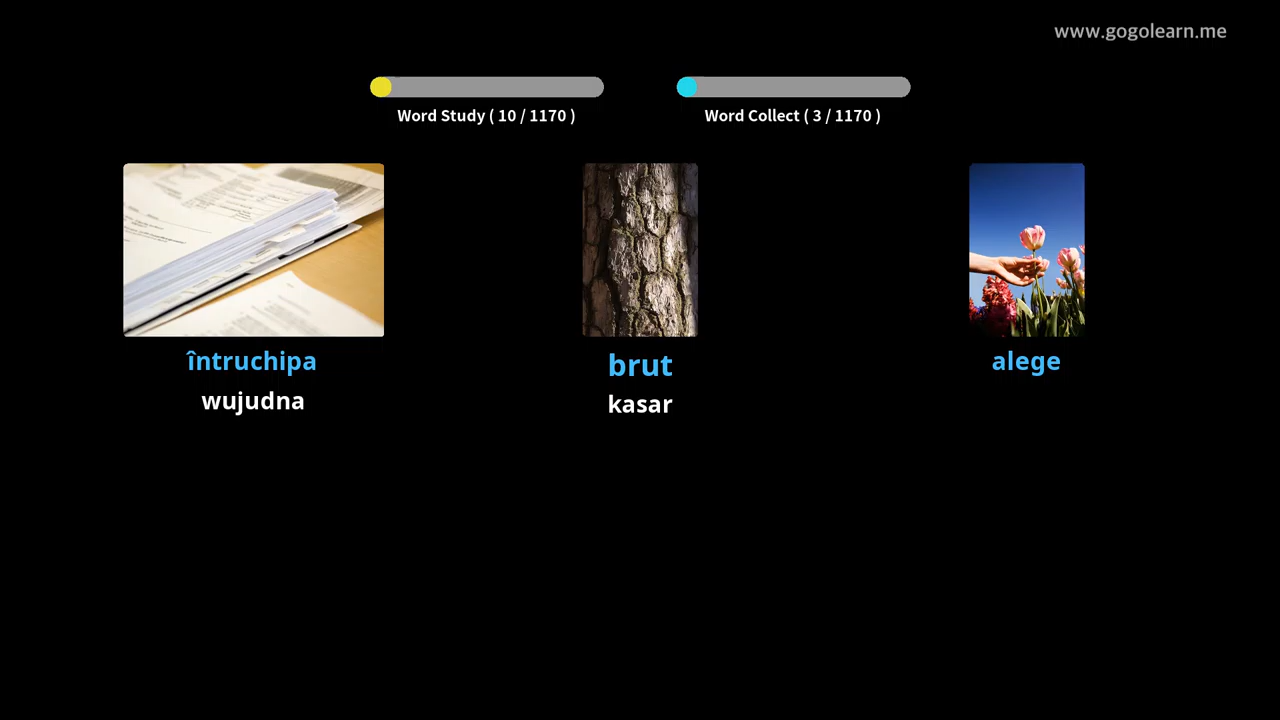 www.gogolearn.me
Word Study ( 10 / 1170 )
Word Collect ( 3 / 1170 )
întruchipa
wujudna
brut
kasar
alege